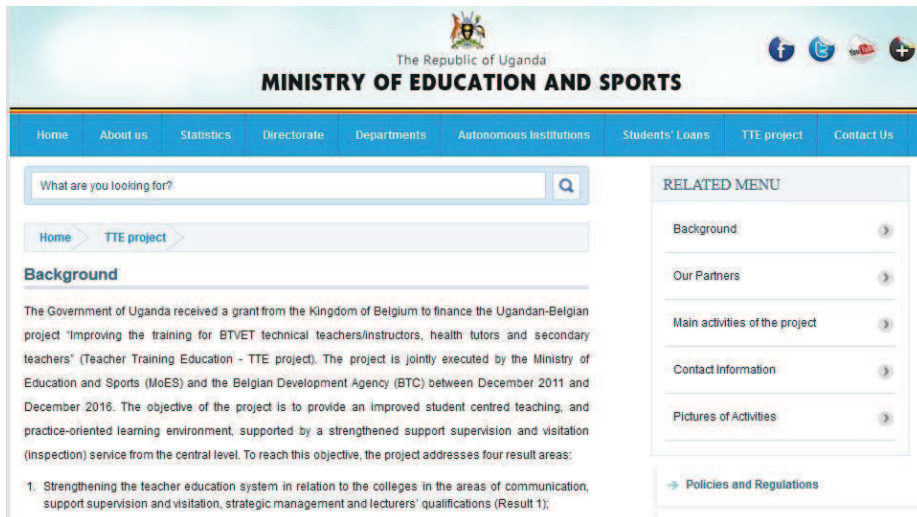 The Republic of Uganda
MINISTRY OF EDUCATION AND SPORTS
You Tube
Home About us Statistics Directorate Departments Autonomous Institutions Students' Loans TTE project Contact Us
What are you looking for?
Home TTE project
Background
The Government of Uganda received a grant from the Kingdom of Belgium to finance the Ugandan-Belgian
project "Improving the training for BTVET technical teachers/instructors, health tutors and secondary
teachers" (Teacher Training Education - TTE project). The project is jointly executed by the Ministry of
Education and Sports (MoES) and the Belgian Development Agency (BTC) between December 2011 and
December 2016. The objective of the project is to provide an improved student centred teaching, and
practice-oriented learning environment, supported by a strengthened support supervision and visitation
(inspection) service from the central level. To reach this objective, the project addresses four result areas:
1. Strengthening the teacher education system in relation to the colleges in the areas of communication,
support supervision and visitation, strategic management and lecturers' qualifications (Result 1);
RELATED MENU
Background
Our Partners
Main activities of the project
Contact Information
Pictures of Activities
Policies and Regulations